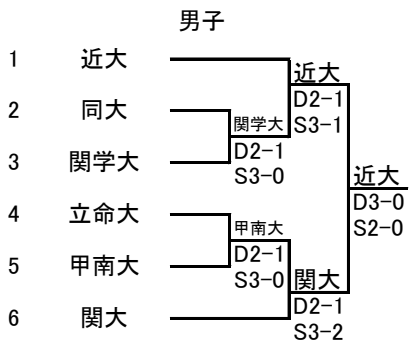 男子
1 近大
近大
D2-1
S3-1
2 同大
関学大
D2-1
S3-0
3 関学大
近大
D3-0
S2-0
4 立命大
甲南大
D2-1
S3-0
5 甲南大
関大
D2-1
S3-2
6 関大